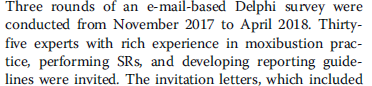 Three rounds of an e-mail-based Delphi survey were
conducted from November 2017 to April 2018. Thirty-
five experts with rich experience in moxibustion prac-
tice, performing SRs, and developing reporting guide-
lines were invited. The invitation letters, which included